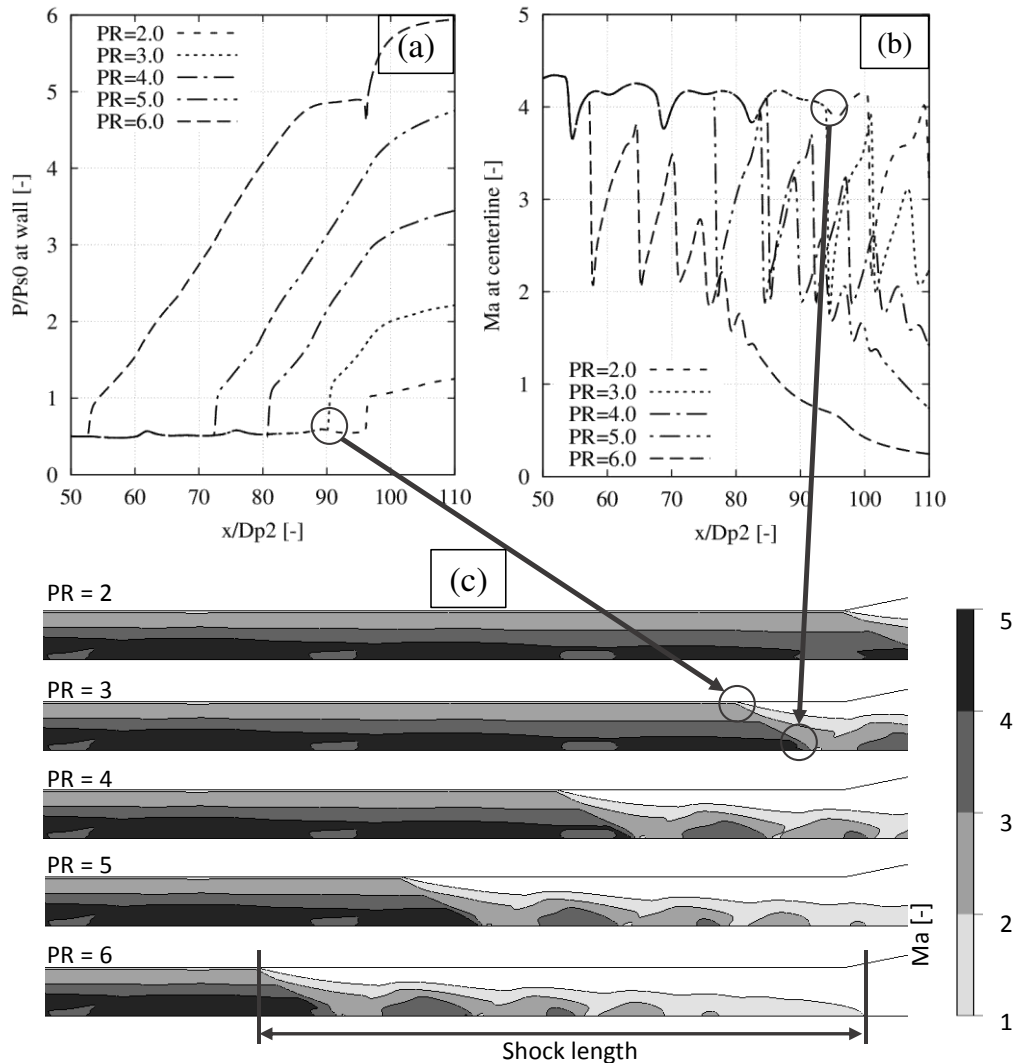 (a)
PR=2.0
PR=3.0
PR=4.0
PR=5.0
PR=6.0
P/Ps0 at wall [-]
6
5
4
3
2
1
0
50 60 70 80 90 100 110
x/Dp2 [-]
(b)
Ma at centerline [-]
5
4
3
2
1
0
PR=2.0
PR=3.0
PR=4.0
PR=5.0
PR=6.0
50 60 70 80 90 100 110
x/Dp2 [-]
(c)
PR = 2
PR = 3
PR = 4
PR = 5
PR = 6
Shock length
Ma [-]
5
4
3
2
1